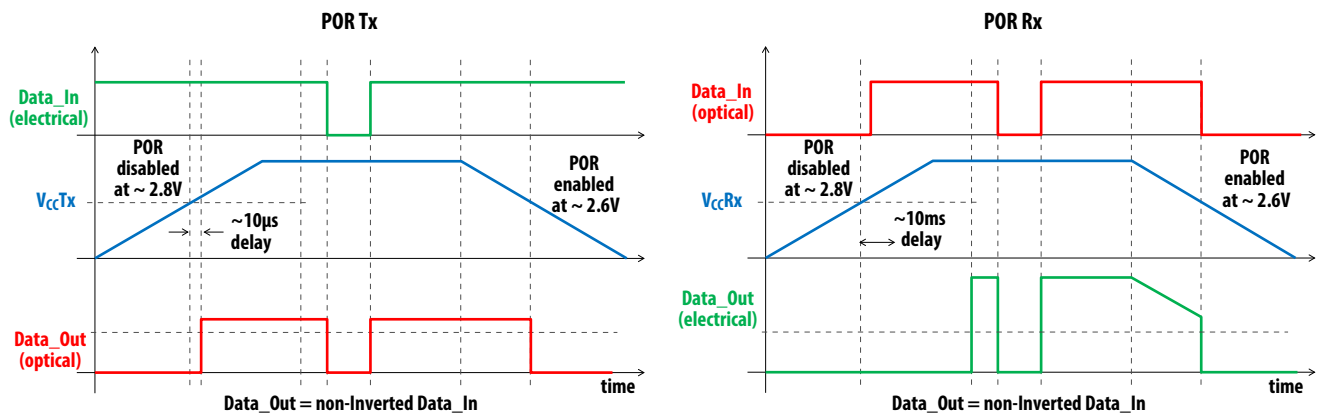 POR Tx
Data_In
(electrical)
POR
disabled
at ~ 2.8V
POR
enabled
at ~ 2.6V
VCCTx
~10µs
delay
Data_Out
(optical)
time
Data_Out = non-Inverted Data_In
POR Rx
Data_In
(optical)
POR
disabled
at ~ 2.8V
POR
enabled
at ~ 2.6V
VCCRx
~10ms
delay
Data_Out
(electrical)
time
Data_Out = non-Inverted Data_In